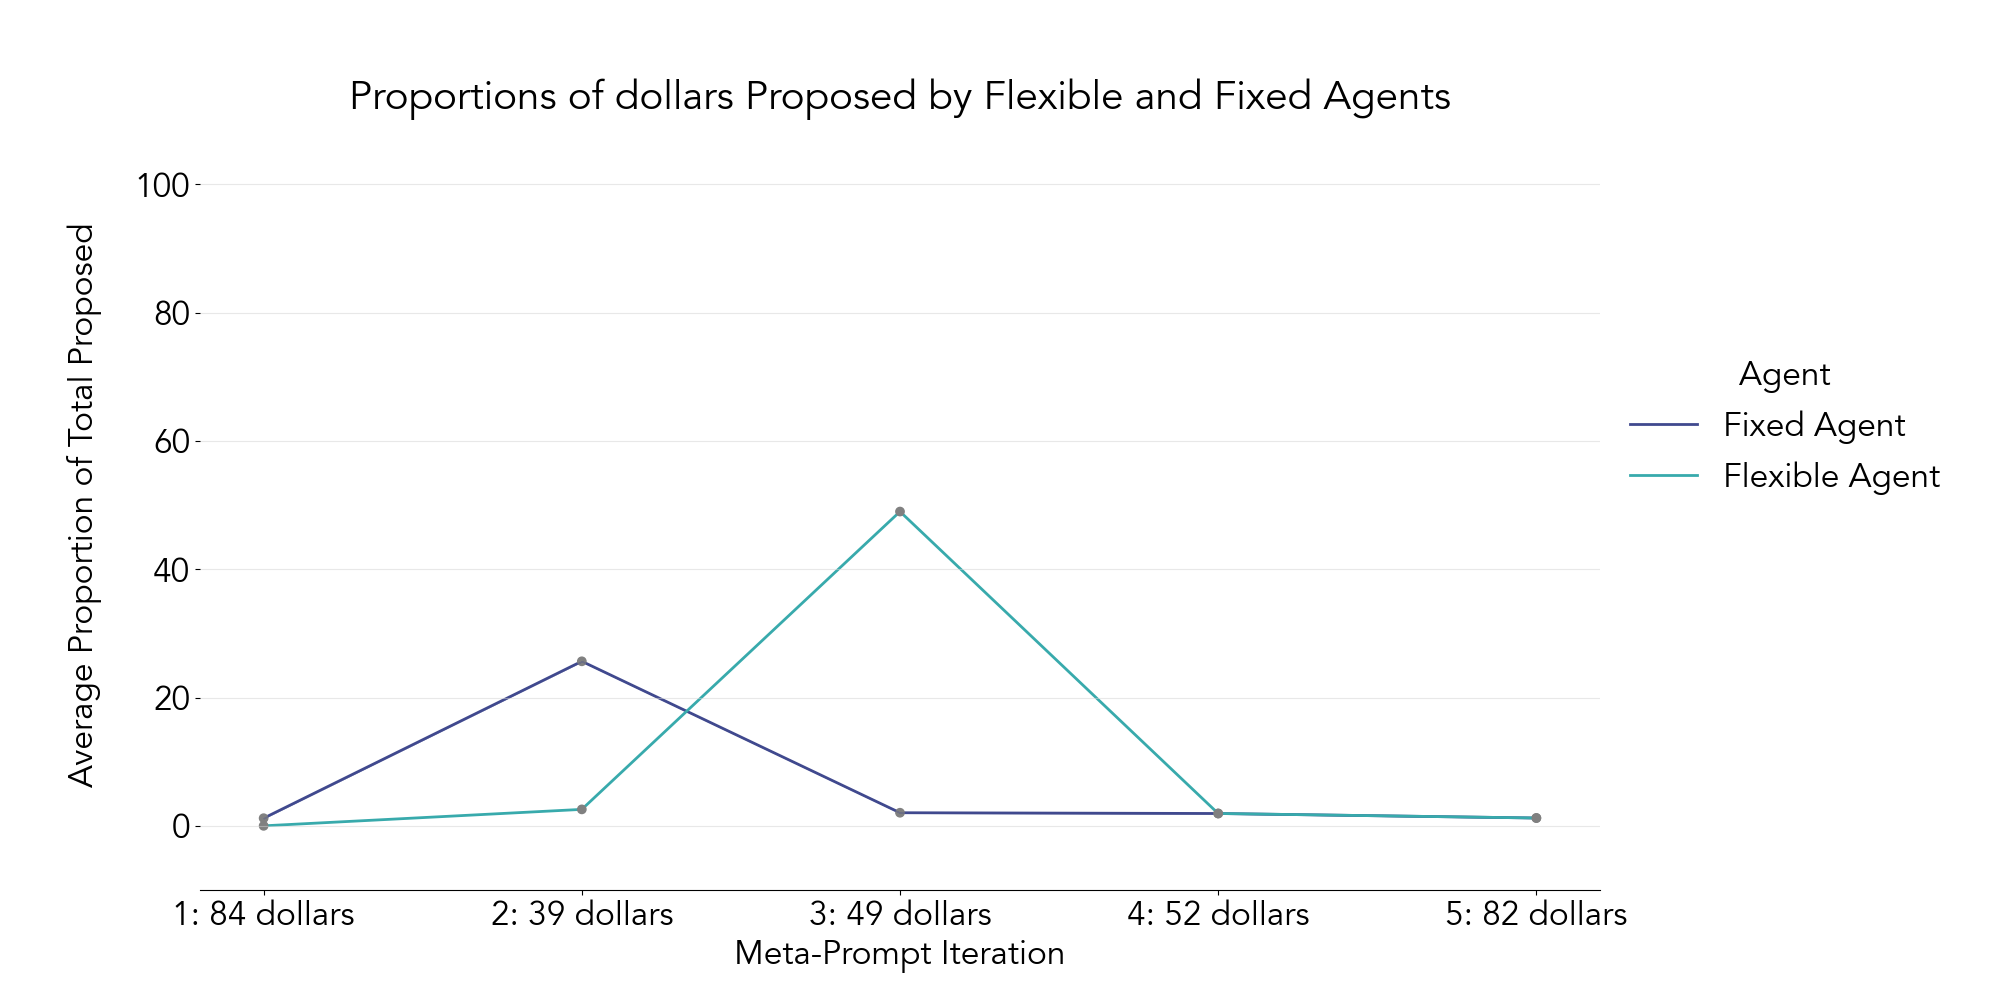 Proportions of dollars Proposed by Flexible and Fixed Agents
Average Proportion of Total Proposed
100
80
60
40
20
0
1: 84 dollars
2: 39 dollars
3: 49 dollars
4: 52 dollars
5: 82 dollars
Meta-Prompt Iteration
Agent
Fixed Agent
Flexible Agent